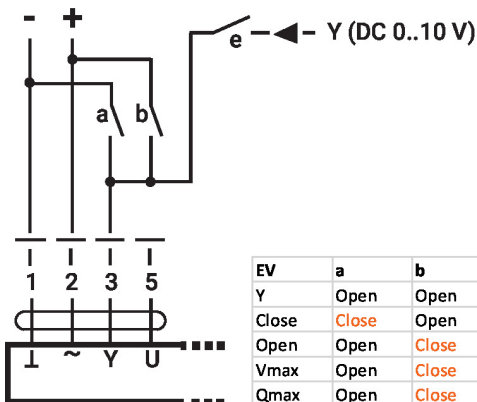 - +
e Y (DC 0..10 V)
a b
1 2 3 5
⊥ ~ Y U
EV a b
Y Open Open
Close Close Open
Open Open Close
Vmax Open Close
Qmax Open Close